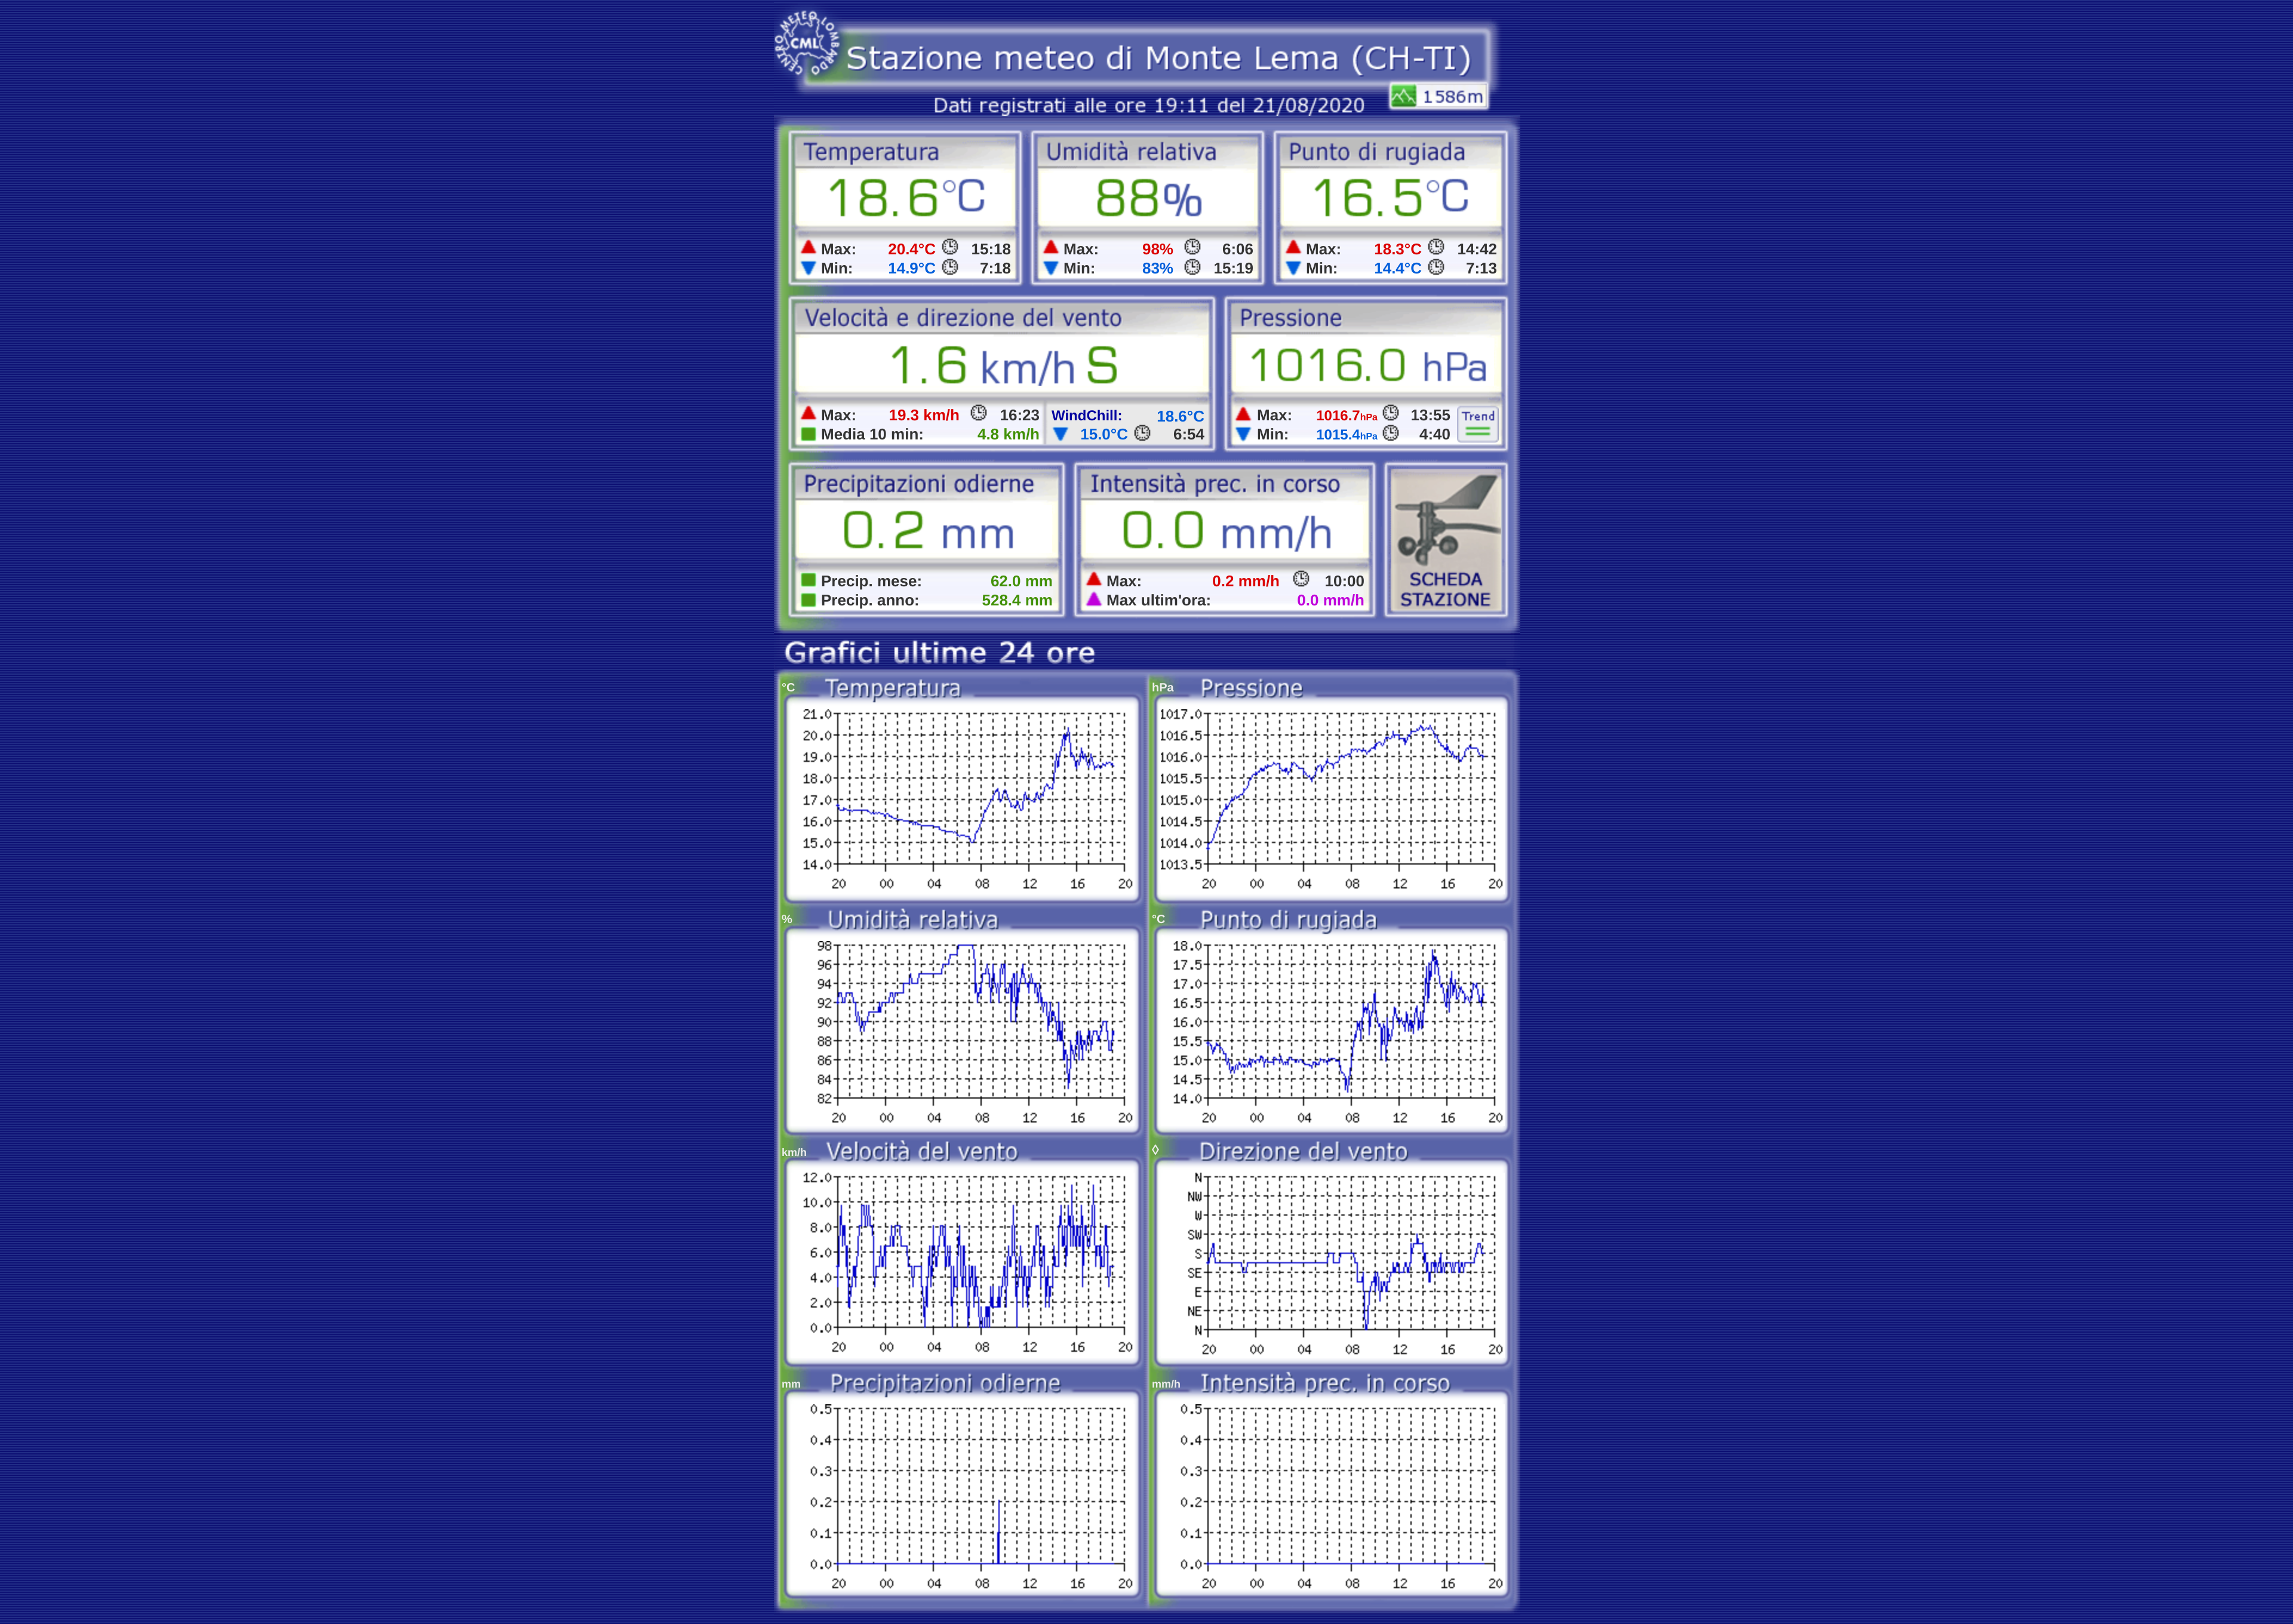 CENTRO METEO LOMBARDO
CML
Stazione meteo di Monte Lema (CH-TI)
1586m
Dati registrati alle ore 19:11 del 21/08/2020
Temperatura
18.6°C
Max: 20.4°C 15:18
Min: 14.9°C 7:18
Umidità relativa
88%
Max: 98% 6:06
Min: 83% 15:19
Punto di rugiada
16.5°C
Max: 18.3°C 14:42
Min: 14.4°C 7:13
Velocità e direzione del vento
1.6 km/h S
Max: 19.3 km/h 16:23
Media 10 min: 4.8 km/h
WindChill: 18.6°C
15.0°C 6:54
Pressione
1016.0 hPa
Max: 1016.7hPa 13:55
Min: 1015.4hPa 4:40
Trend
Precipitazioni odierne
0.2 mm
Precip. mese: 62.0 mm
Precip. anno: 528.4 mm
Intensità prec. in corso
0.0 mm/h
Max: 0.2 mm/h 10:00
Max ultim'ora: 0.0 mm/h
SCHEDA
STAZIONE
Grafici ultime 24 ore
°C Temperatura
21.0
20.0
19.0
18.0
17.0
16.0
15.0
14.0
20 00 04 08 12 16 20
hPa Pressione
1017.0
1016.5
1016.0
1015.5
1015.0
1014.5
1014.0
1013.5
20 00 04 08 12 16 20
% Umidità relativa
98
96
94
92
90
88
86
84
82
20 00 04 08 12 16 20
°C Punto di rugiada
18.0
17.5
17.0
16.5
16.0
15.5
15.0
14.5
14.0
20 00 04 08 12 16 20
km/h Velocità del vento
12.0
10.0
8.0
6.0
4.0
2.0
0.0
20 00 04 08 12 16 20
◊ Direzione del vento
N
NW
W
SW
S
SE
E
NE
N
20 00 04 08 12 16 20
mm Precipitazioni odierne
0.5
0.4
0.3
0.2
0.1
0.0
20 00 04 08 12 16 20
mm/h Intensità prec. in corso
0.5
0.4
0.3
0.2
0.1
0.0
20 00 04 08 12 16 20